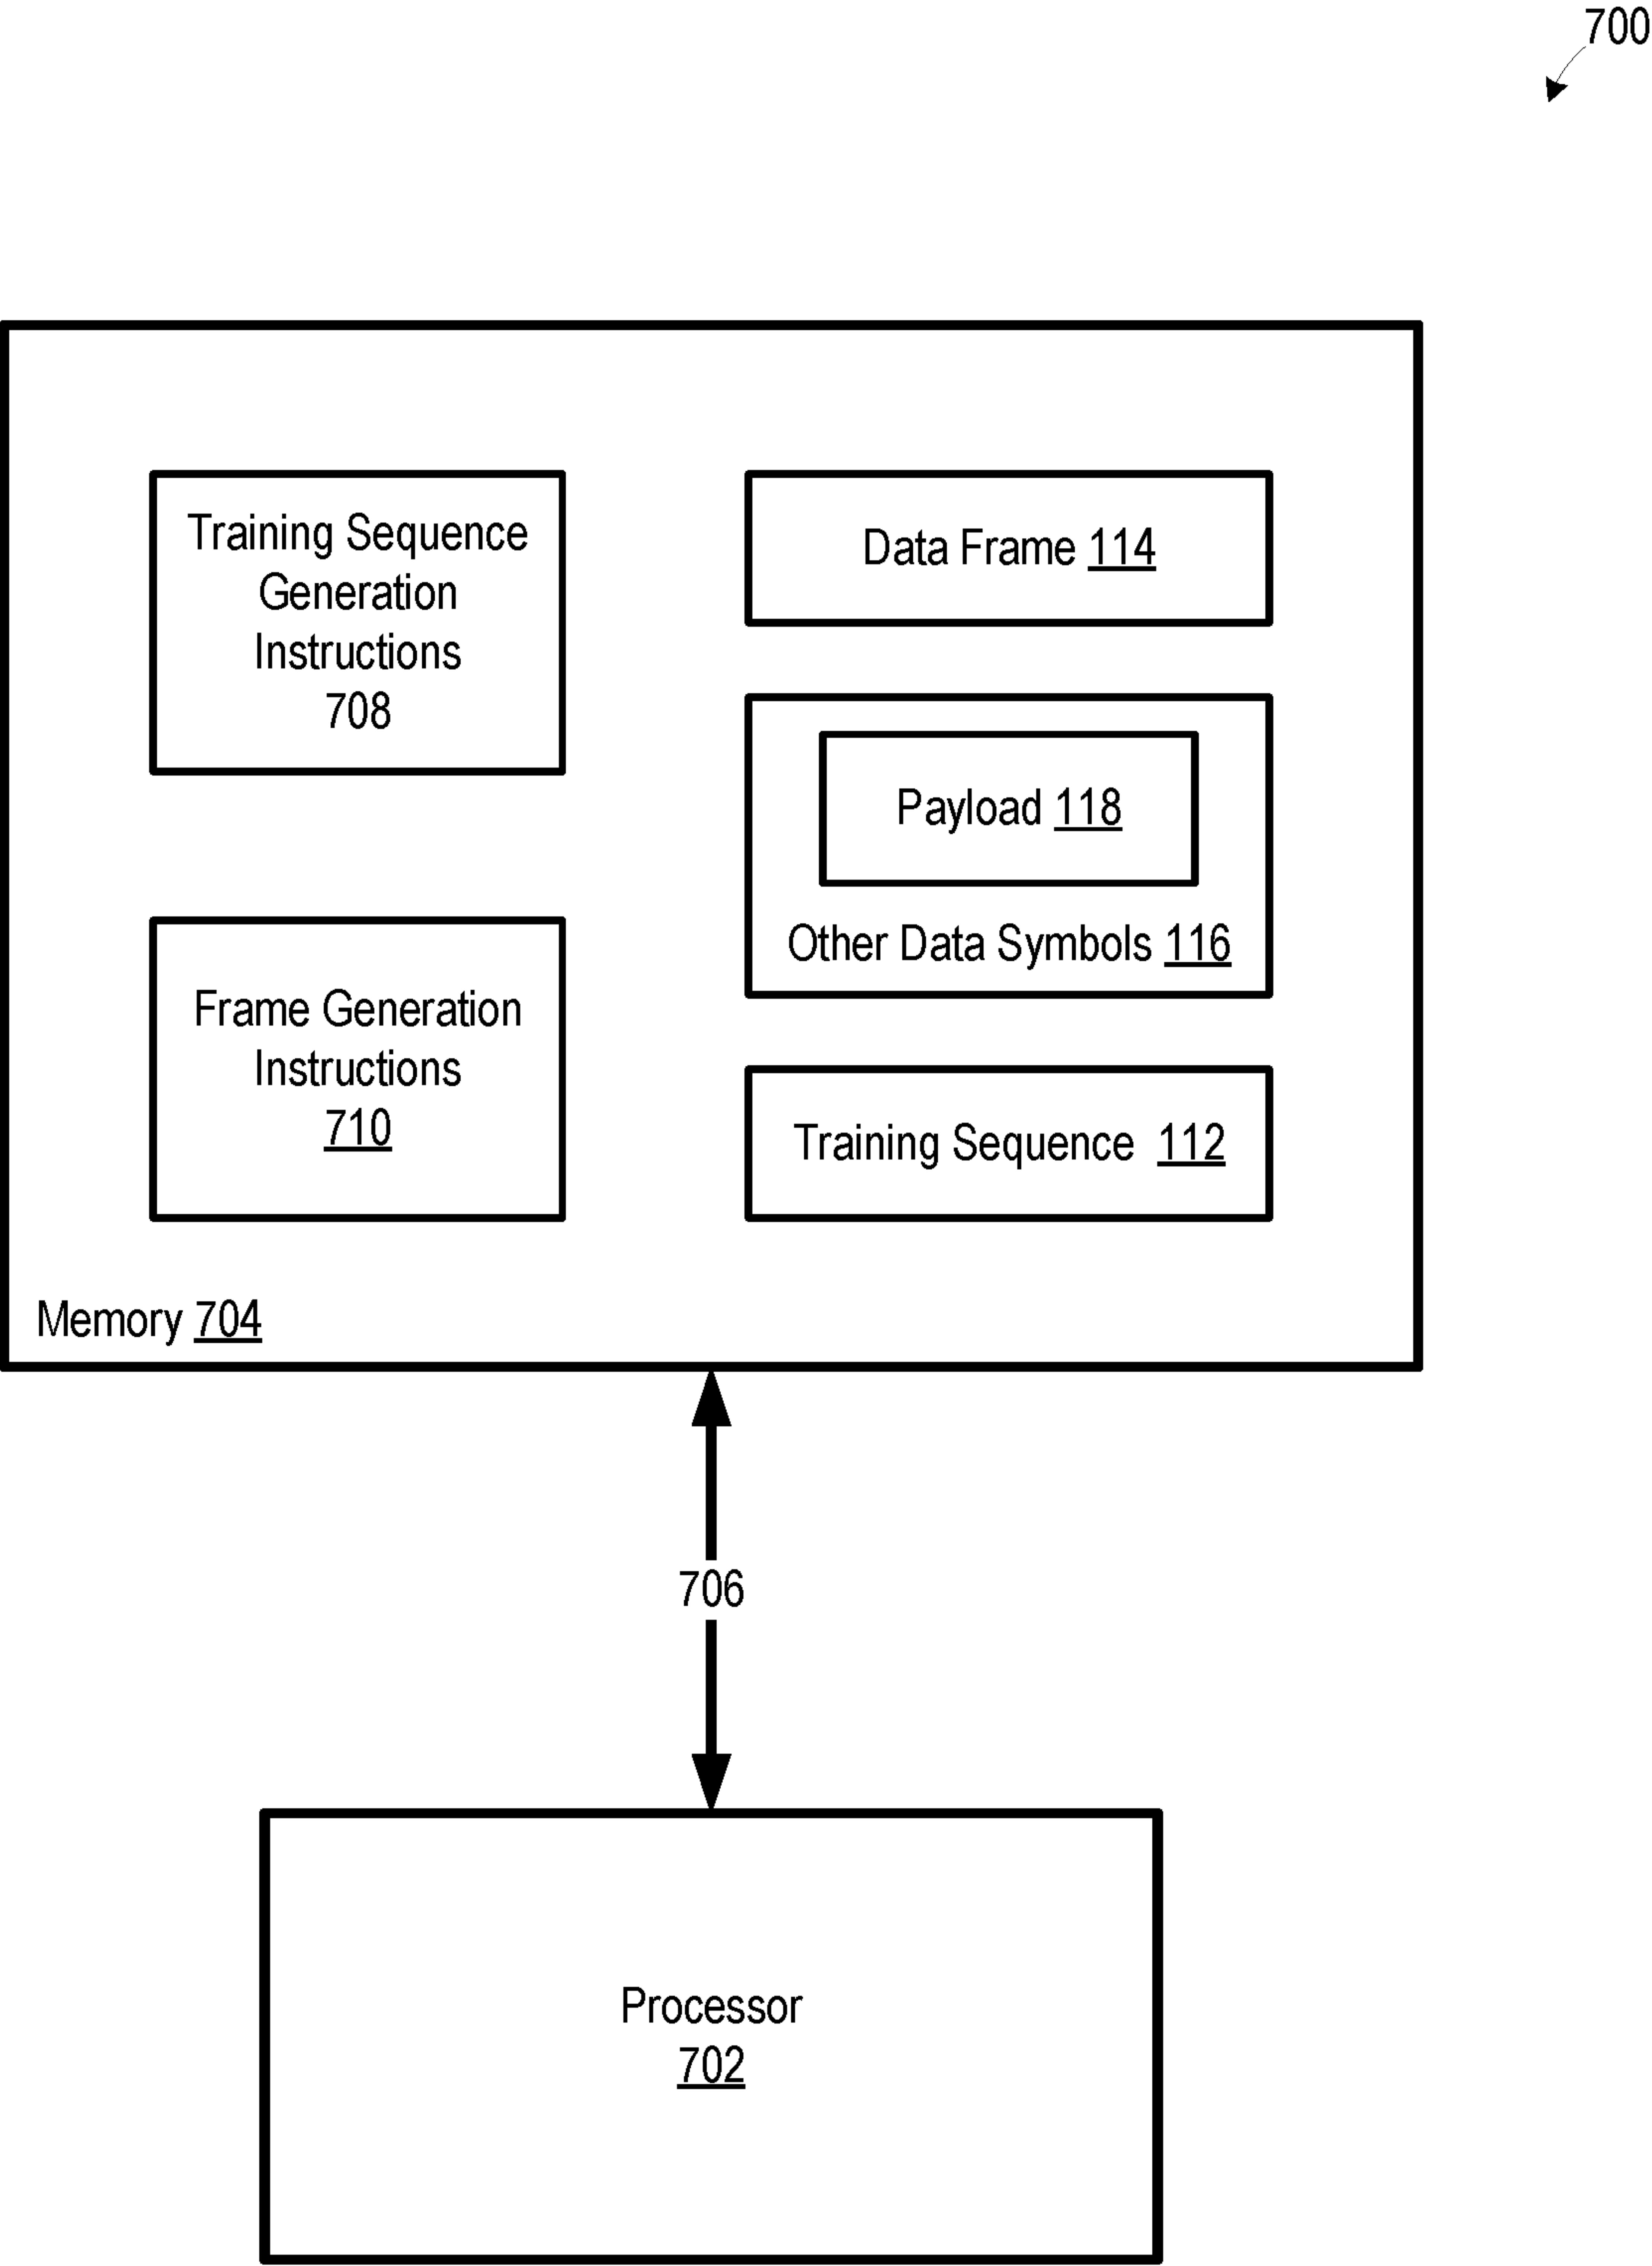 700
Training Sequence
Generation
Instructions
708
Data Frame 114
Payload 118
Other Data Symbols 116
Frame Generation
Instructions
710
Training Sequence 112
Memory 704
706
Processor
702